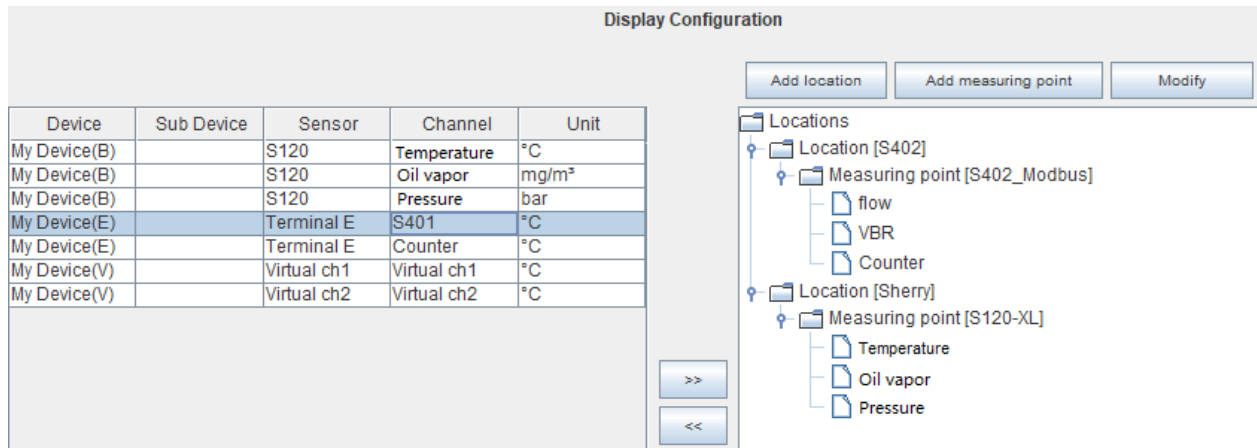 Display Configuration
Add location Add measuring point Modify
Device Sub Device Sensor Channel Unit
My Device(B) S120 Temperature °C
My Device(B) S120 Oil vapor mg/m³
My Device(B) S120 Pressure bar
My Device(E) Terminal E S401 °C
My Device(E) Terminal E Counter °C
My Device(V) Virtual ch1 Virtual ch1 °C
My Device(V) Virtual ch2 Virtual ch2 °C
>>
<<
Locations
Location [S402]
Measuring point [S402_Modbus]
flow
VBR
Counter
Location [Sherry]
Measuring point [S120-XL]
Temperature
Oil vapor
Pressure